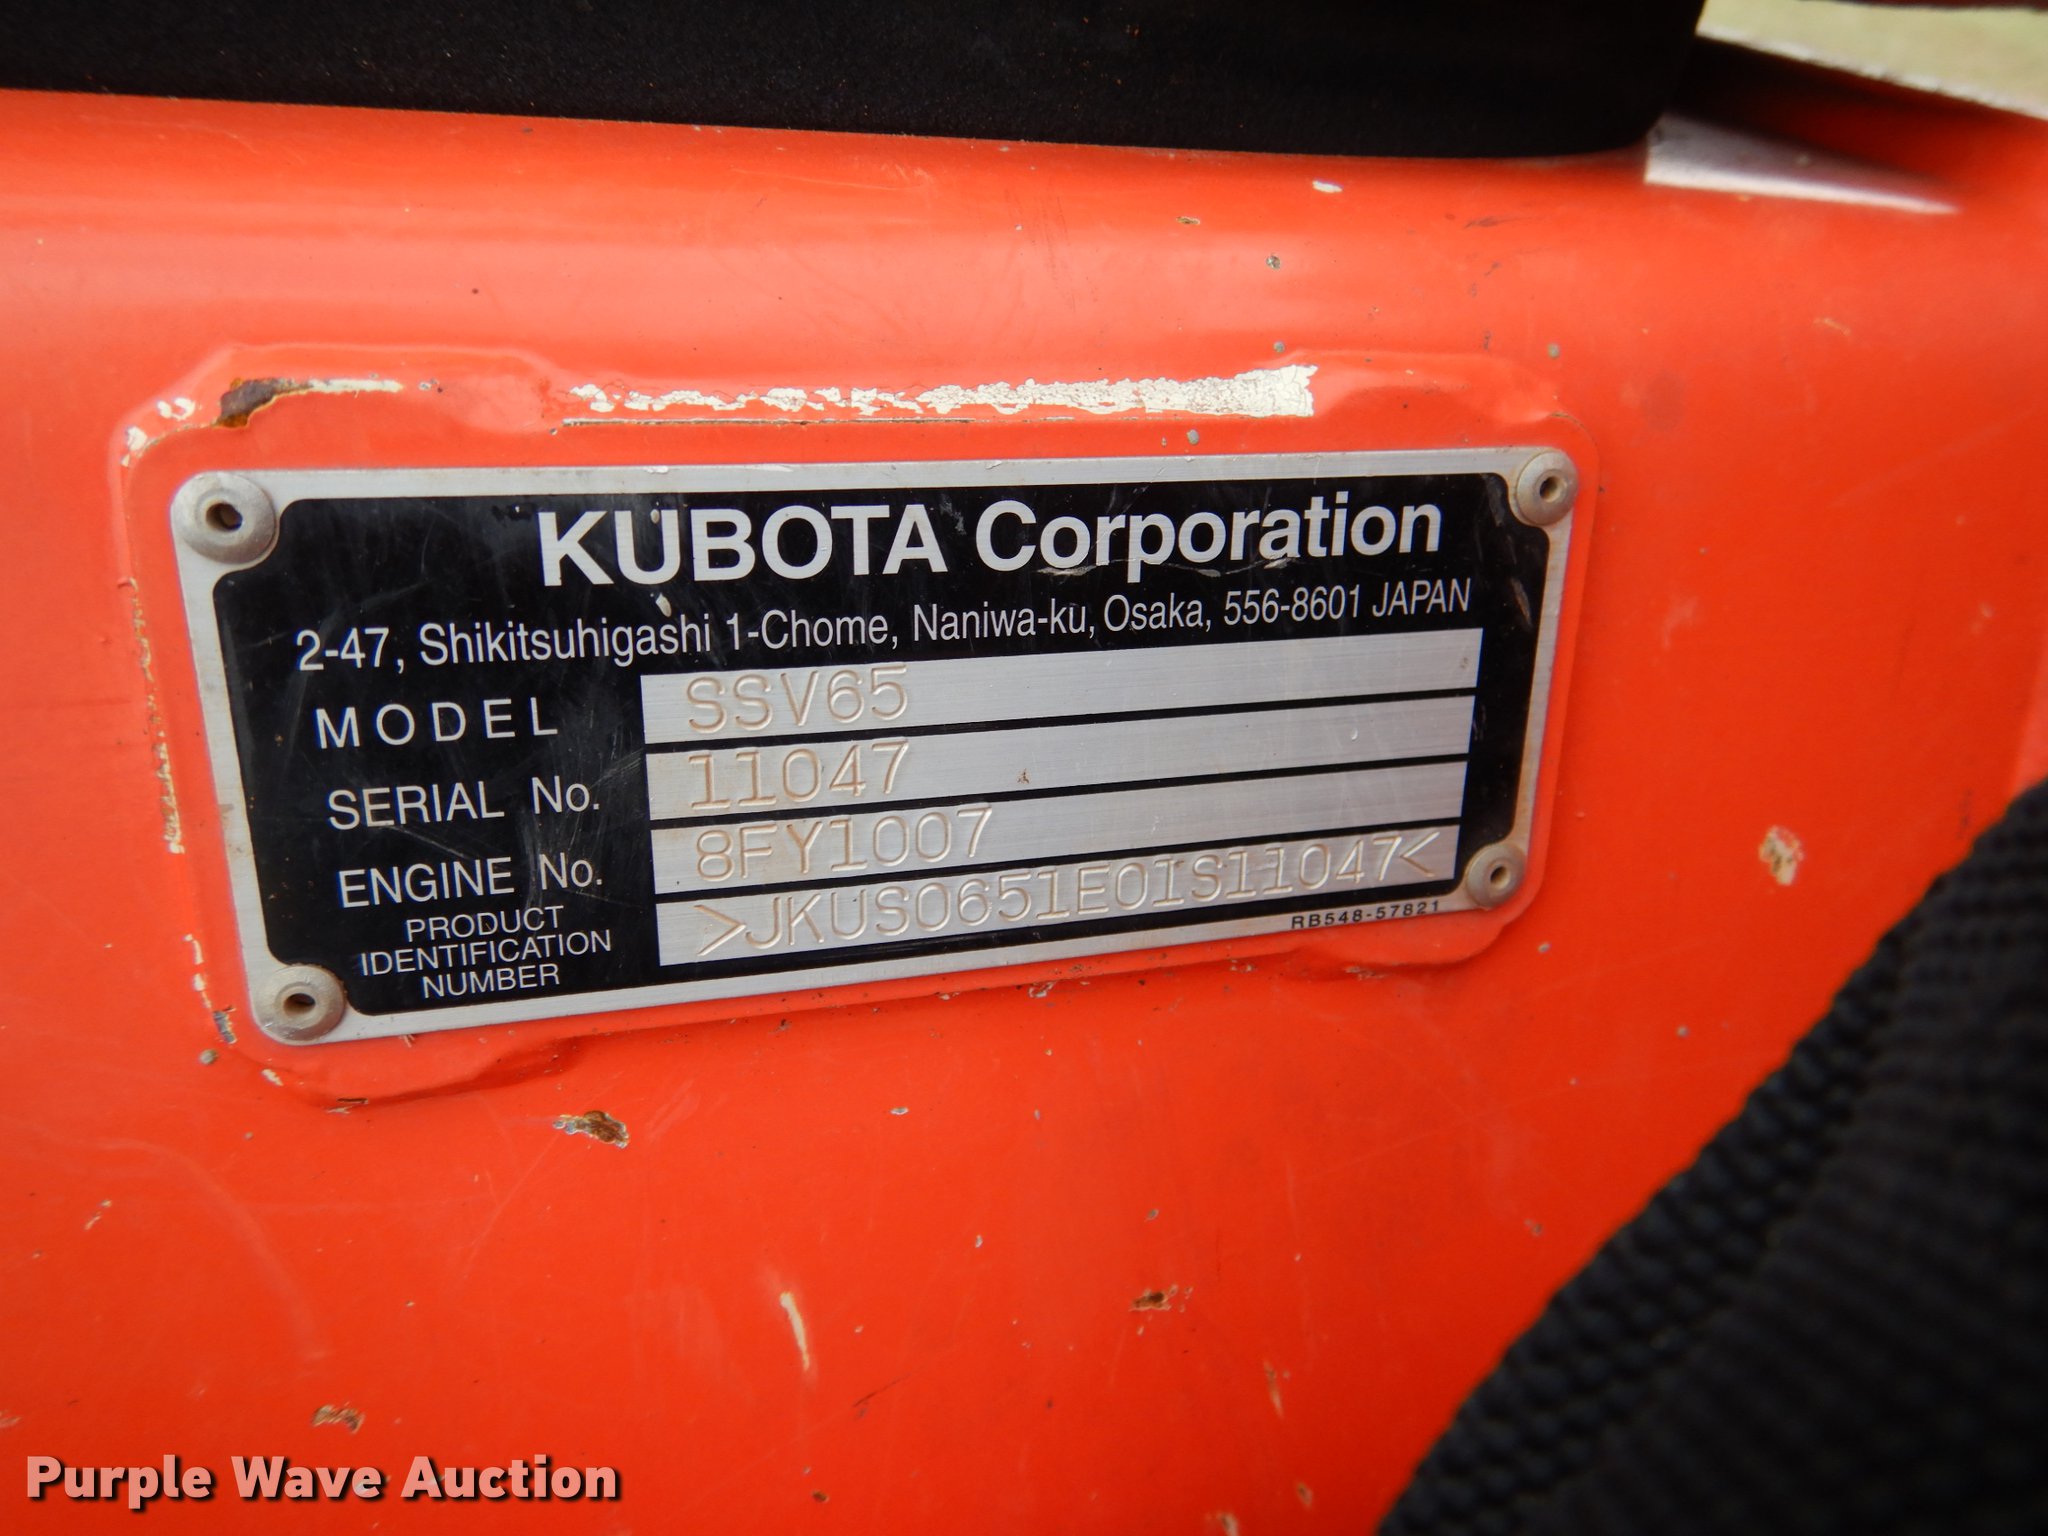 KUBOTA Corporation
2-47, Shikitsuhigashi 1-Chome, Naniwa-ku, Osaka, 556-8601 JAPAN
MODEL SSV65
SERIAL No. 11047
ENGINE No. 8FY1007
PRODUCT IDENTIFICATION NUMBER >JKUS0651E01S11047<
RB548-57821
Purple Wave Auction